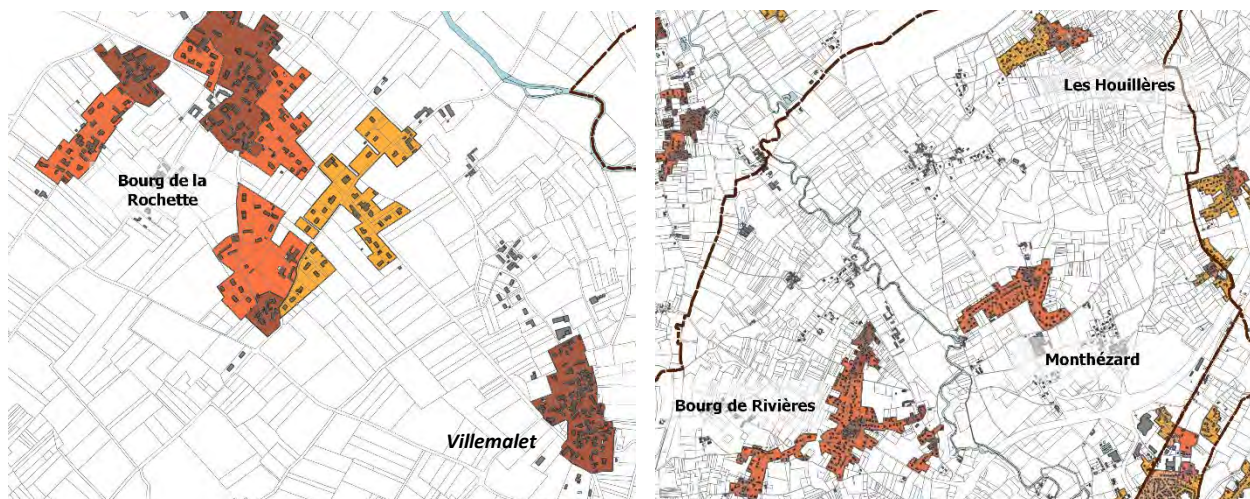 Bourg de la
Rochette
Villemalet
Les Houillères
Monthézard
Bourg de Rivières